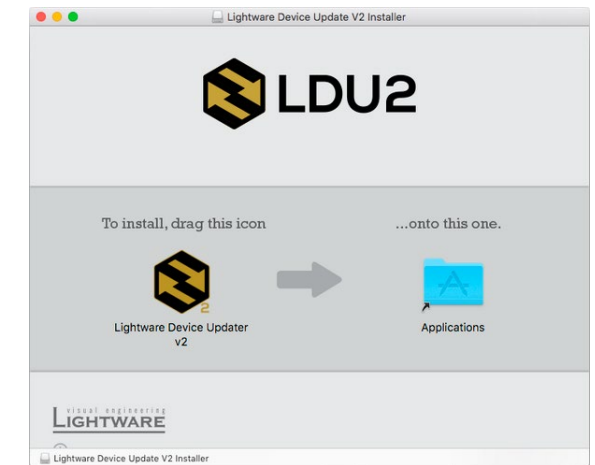 Lightware Device Update V2 Installer
LDU2
To install, drag this icon
...onto this one.
2
Lightware Device Updater
v2
Applications
visual engineering
LIGHTWARE
Lightware Device Update V2 Installer